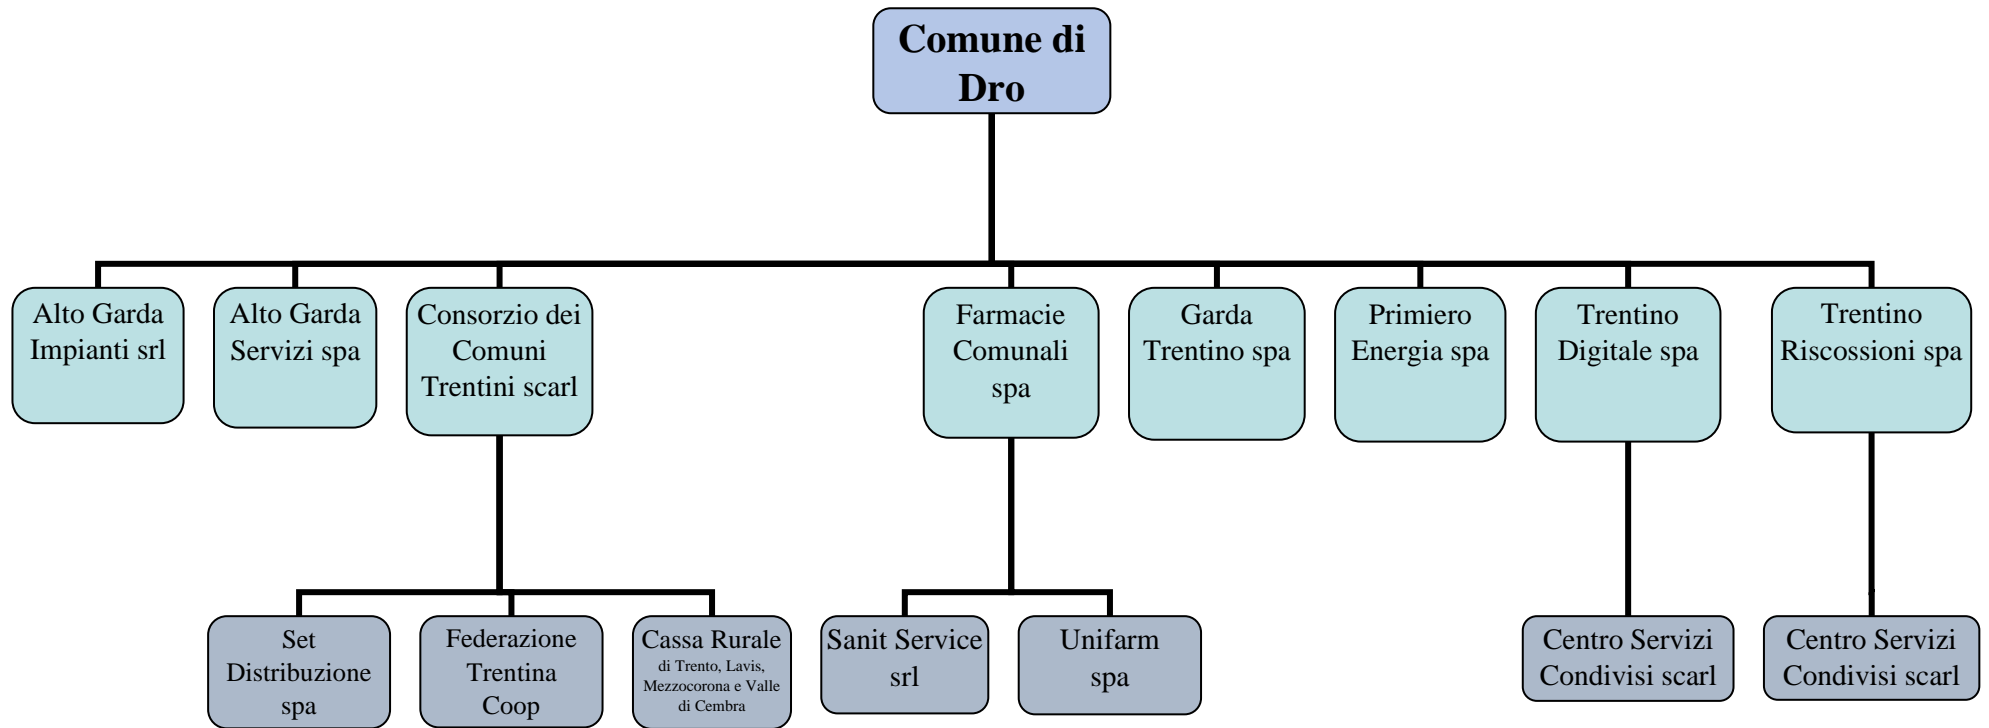 Comune di
Dro
Alto Garda
Impianti srl
Alto Garda
Servizi spa
Consorzio dei
Comuni
Trentini scarl
Farmacie
Comunali
spa
Garda
Trentino spa
Primiero
Energia spa
Trentino
Digitale spa
Trentino
Riscossioni spa
Set
Distribuzione
spa
Federazione
Trentina
Coop
Cassa Rurale
di Trento, Lavis,
Mezzocorona e Valle
di Cembra
Sanit Service
srl
Unifarm
spa
Centro Servizi
Condivisi scarl
Centro Servizi
Condivisi scarl